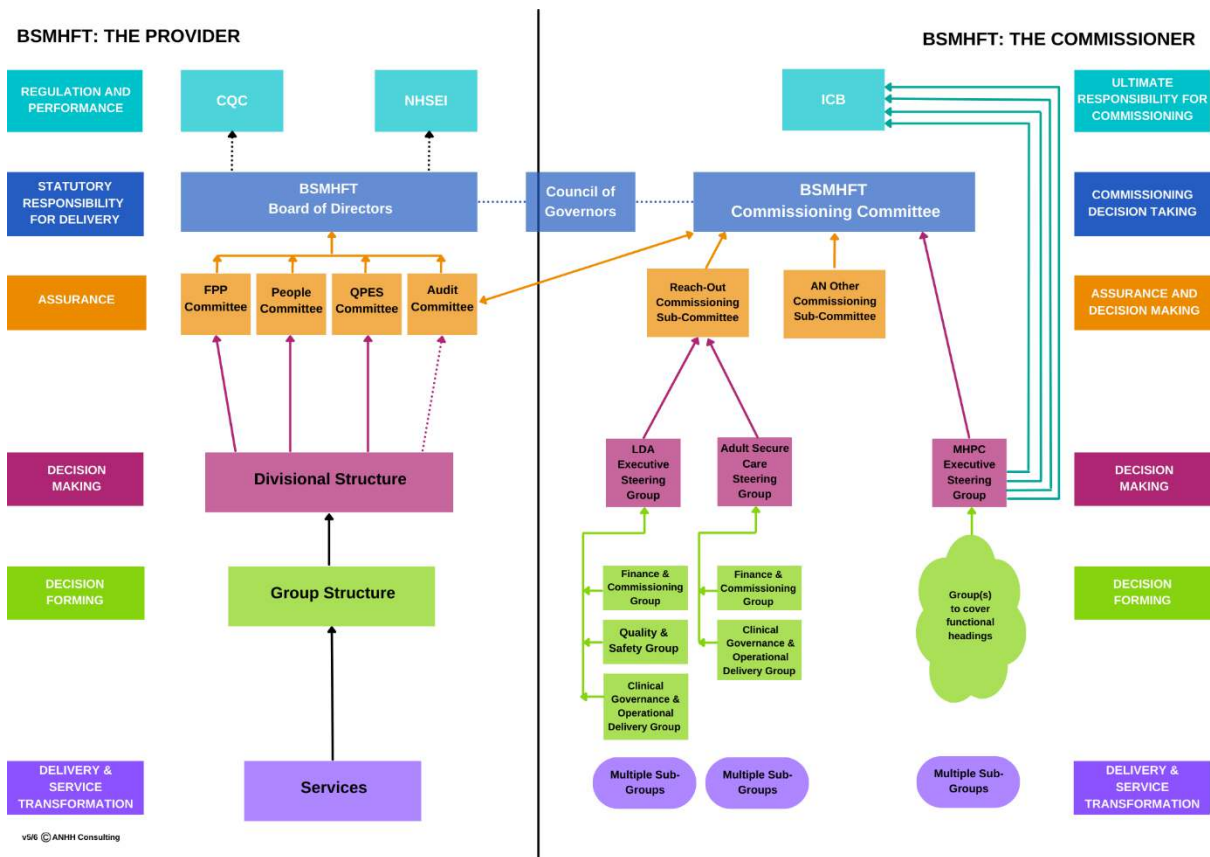 BSMHFT: THE PROVIDER
BSMHFT: THE COMMISSIONER
REGULATION AND
PERFORMANCE
CQC
NHSEI
ICB
ULTIMATE
RESPONSIBILITY FOR
COMMISSIONING
STATUTORY
RESPONSIBILITY
FOR DELIVERY
BSMHFT
Board of Directors
Council of
Governors
BSMHFT
Commissioning Committee
COMMISSIONING
DECISION TAKING
ASSURANCE
FPP
Committee
People
Committee
QPES
Committee
Audit
Committee
Reach-Out
Commissioning
Sub-Committee
AN Other
Commissioning
Sub-Committee
ASSURANCE AND
DECISION MAKING
DECISION
MAKING
Divisional Structure
LDA
Executive
Steering
Group
Adult Secure
Care
Steering
Group
MHPC
Executive
Steering
Group
DECISION
MAKING
DECISION
FORMING
Group Structure
Finance &
Commissioning
Group
Quality &
Safety Group
Clinical
Governance &
Operational
Delivery Group
Finance &
Commissioning
Group
Clinical
Governance &
Operational
Delivery Group
Group(s)
to cover
functional
headings
DECISION
FORMING
DELIVERY &
SERVICE
TRANSFORMATION
Services
Multiple Sub-
Groups
Multiple Sub-
Groups
Multiple Sub-
Groups
DELIVERY &
SERVICE
TRANSFORMATION
v5/6 ©ANHH Consulting